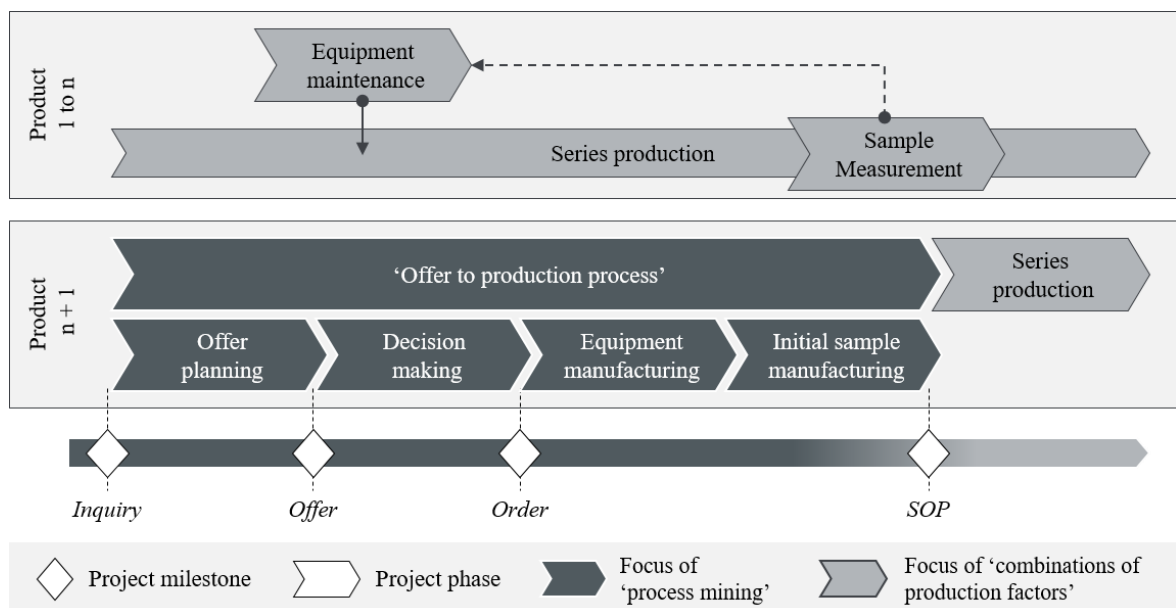 Product
1 to n
Equipment
maintenance
Series production
Sample
Measurement
Product
n + 1
‘Offer to production process’
Series
production
Offer
planning
Decision
making
Equipment
manufacturing
Initial sample
manufacturing
Inquiry
Offer
Order
SOP
Project milestone
Project phase
Focus of
‘process mining’
Focus of ‘combinations of
production factors’